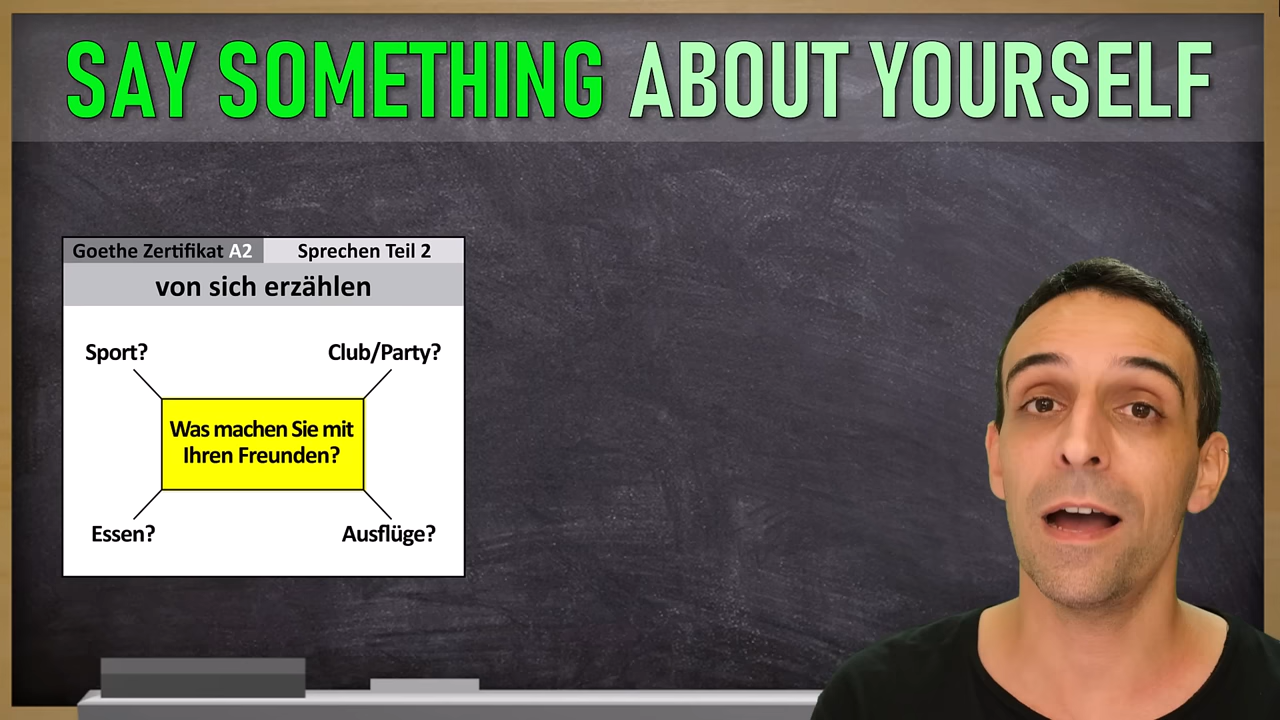 SAY SOMETHING ABOUT YOURSELF
Goethe Zertifikat A2 Sprechen Teil 2
von sich erzählen
Sport? Club/Party?
Was machen Sie mit
Ihren Freunden?
Essen? Ausflüge?